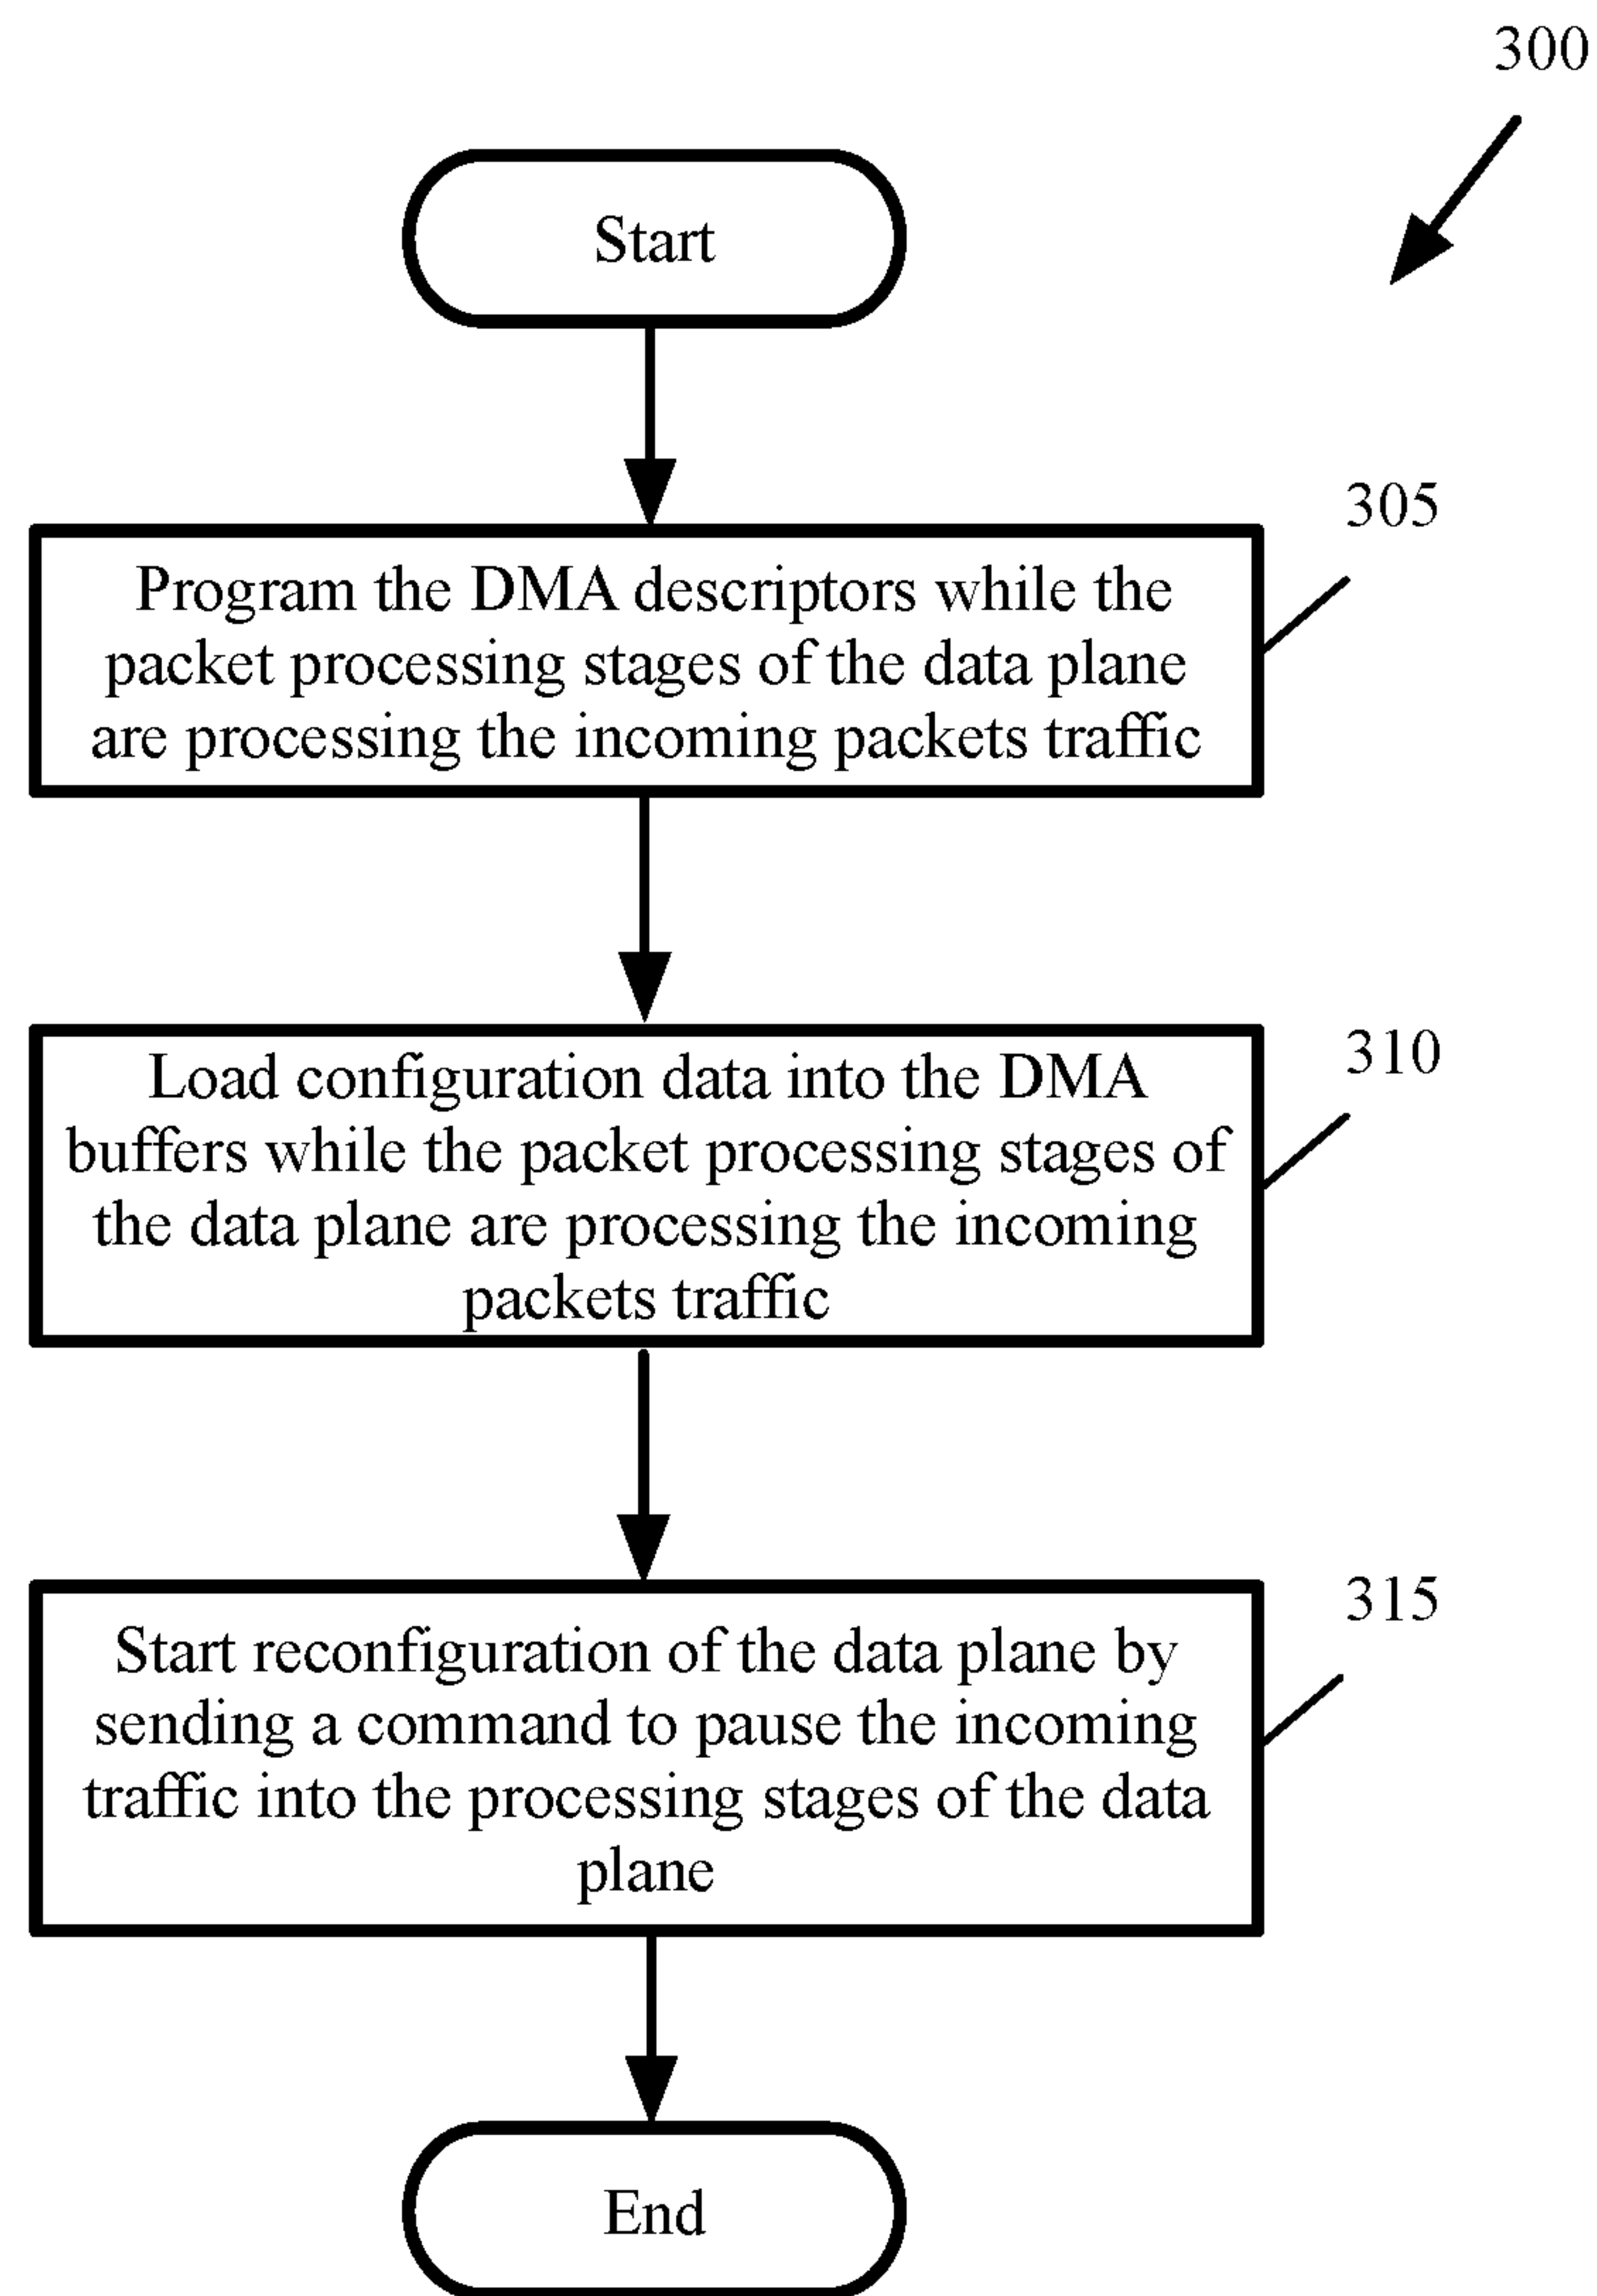 300
Start
305
Program the DMA descriptors while the
packet processing stages of the data plane
are processing the incoming packets traffic
310
Load configuration data into the DMA
buffers while the packet processing stages of
the data plane are processing the incoming
packets traffic
315
Start reconfiguration of the data plane by
sending a command to pause the incoming
traffic into the processing stages of the data
plane
End